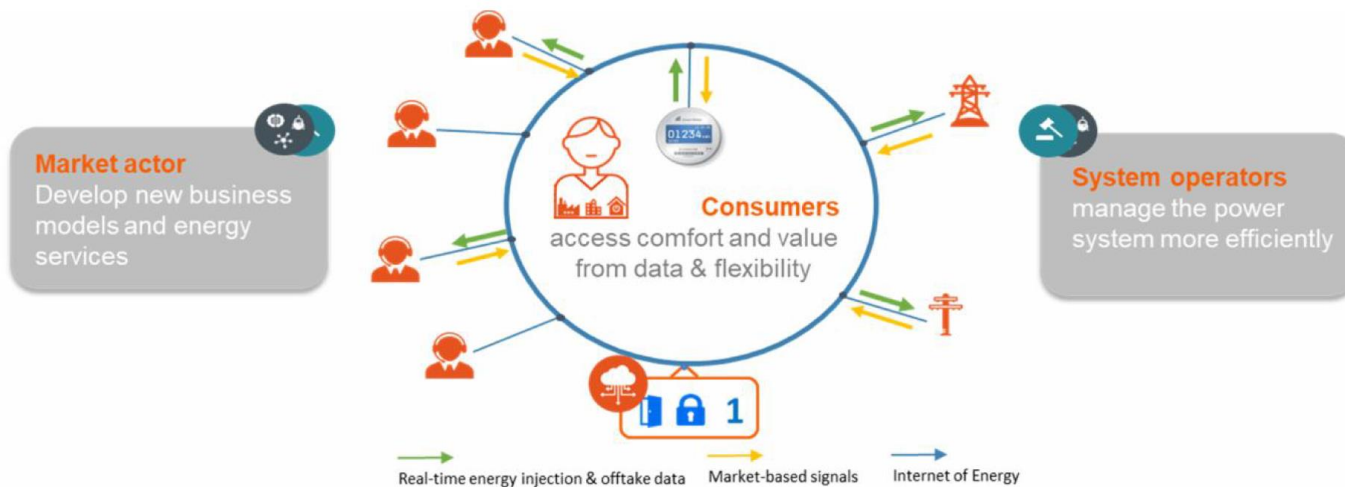 Market actor
Develop new business
models and energy
services
01234
Consumers
access comfort and value
from data & flexibility
System operators
manage the power
system more efficiently
1
Real-time energy injection & offtake data
Market-based signals
Internet of Energy